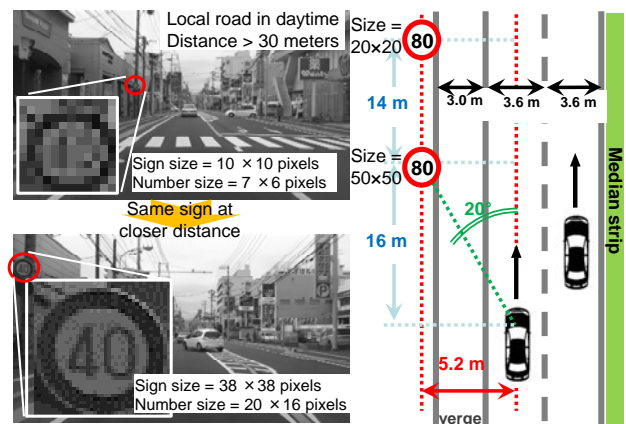 Local road in daytime
Distance > 30 meters
Sign size = 10 × 10 pixels
Number size = 7 × 6 pixels
Same sign at
closer distance
40
40
Sign size = 38 × 38 pixels
Number size = 20 × 16 pixels
Size =
20×20
80
14 m
3.0 m
3.6 m
3.6 m
Size =
50×50
80
20°
16 m
5.2 m
verge
Median strip